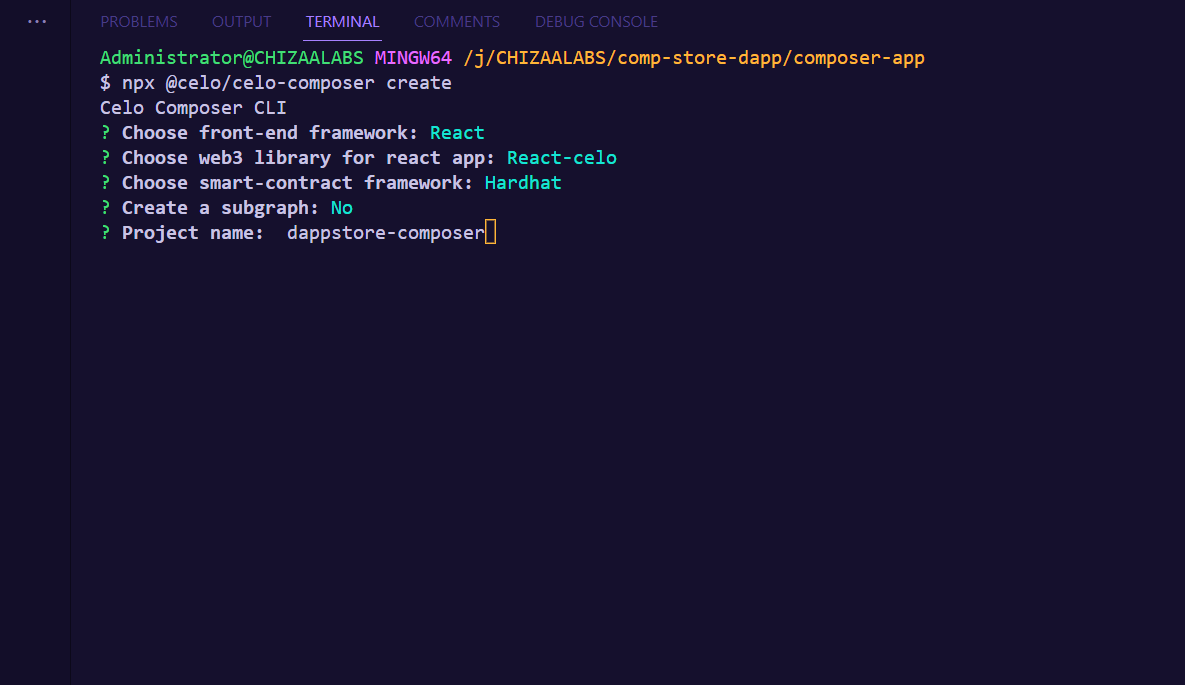 ... PROBLEMS OUTPUT TERMINAL COMMENTS DEBUG CONSOLE
Administrator@CHIZAALABS MINGW64 /j/CHIZAALABS/comp-store-dapp/composer-app
$ npx @celo/celo-composer create
Celo Composer CLI
? Choose front-end framework: React
? Choose web3 library for react app: React-celo
? Choose smart-contract framework: Hardhat
? Create a subgraph: No
? Project name:  dappstore-composer